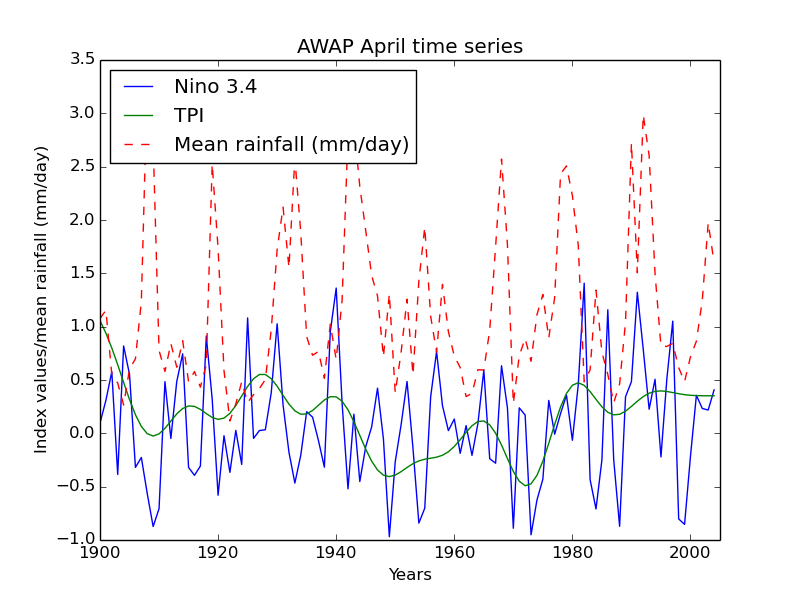 AWAP April time series
Nino 3.4
TPI
Mean rainfall (mm/day)
Index values/mean rainfall (mm/day)
3.5
3.0
2.5
2.0
1.5
1.0
0.5
0.0
−0.5
−1.0
1900
1920
1940
1960
1980
2000
Years